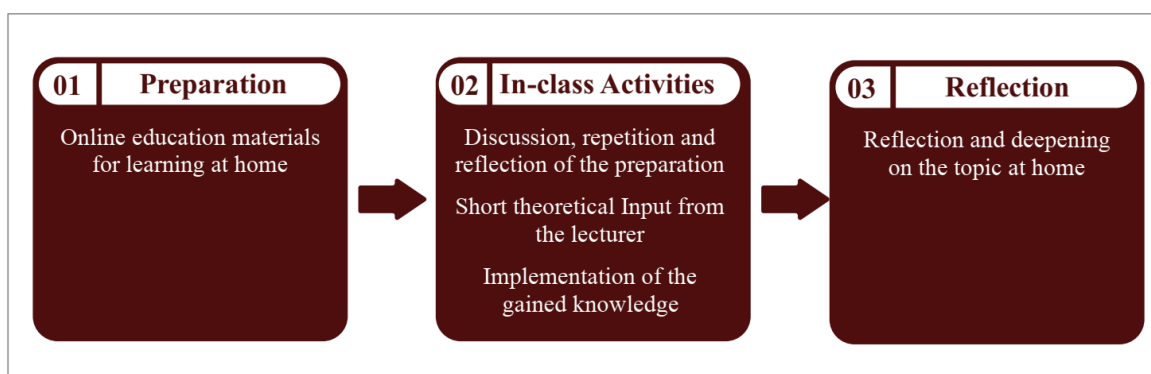 01 Preparation
Online education materials
for learning at home
02 In-class Activities
Discussion, repetition and
reflection of the preparation
Short theoretical Input from
the lecturer
Implementation of the
gained knowledge
03 Reflection
Reflection and deepening
on the topic at home